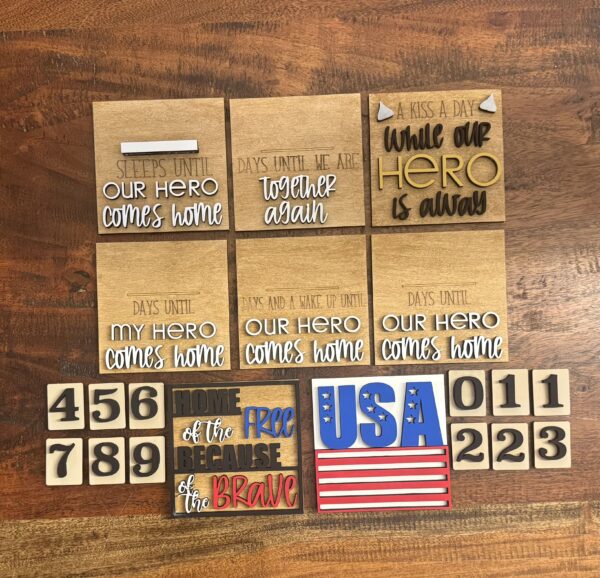 SLEEPS UNTIL
OUR HERO
comes home
DAYS UNTIL WE ARE
together
again
A KISS A DAY
while our
HERO
is away
DAYS UNTIL
MY HERO
comes home
DAYS AND A WAKE UP UNTIL
OUR HERO
comes home
DAYS UNTIL
OUR HERO
comes home
4 5 6
7 8 9
HOME
of the FREE
BECAUSE
of the BRAVE
USA
0 1 1
2 2 3